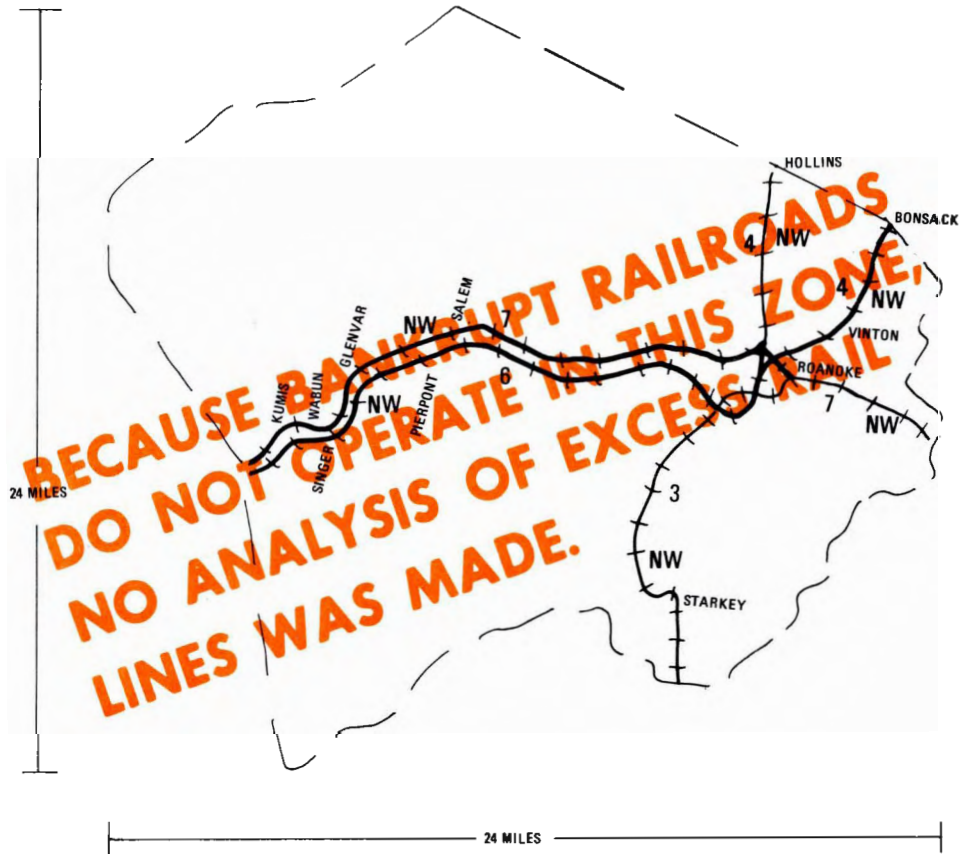 HOLLINS
BONSACK
4 NW
4
NW
VINTON
ROANOKE
7
NW
SALEM
7
NW
GLENVAR
6
KUMIS
WABUN
NW
PIERPONT
SINGER
3
NW
STARKEY
BECAUSE BANKRUPT RAILROADS
DO NOT OPERATE IN THIS ZONE,
NO ANALYSIS OF EXCESS RAIL
LINES WAS MADE.
24 MILES
24 MILES